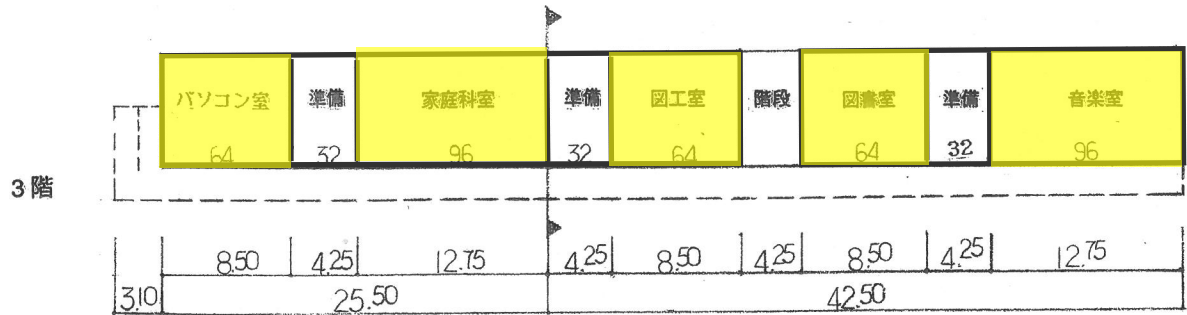 パソコン室 準備 家庭科室 準備 図工室 階段 図書室 準備 音楽室
64 32 96 32 64 64 32 96
3階
8.50 4.25 12.75 4.25 8.50 4.25 8.50 4.25 12.75
3.10 25.50 42.50